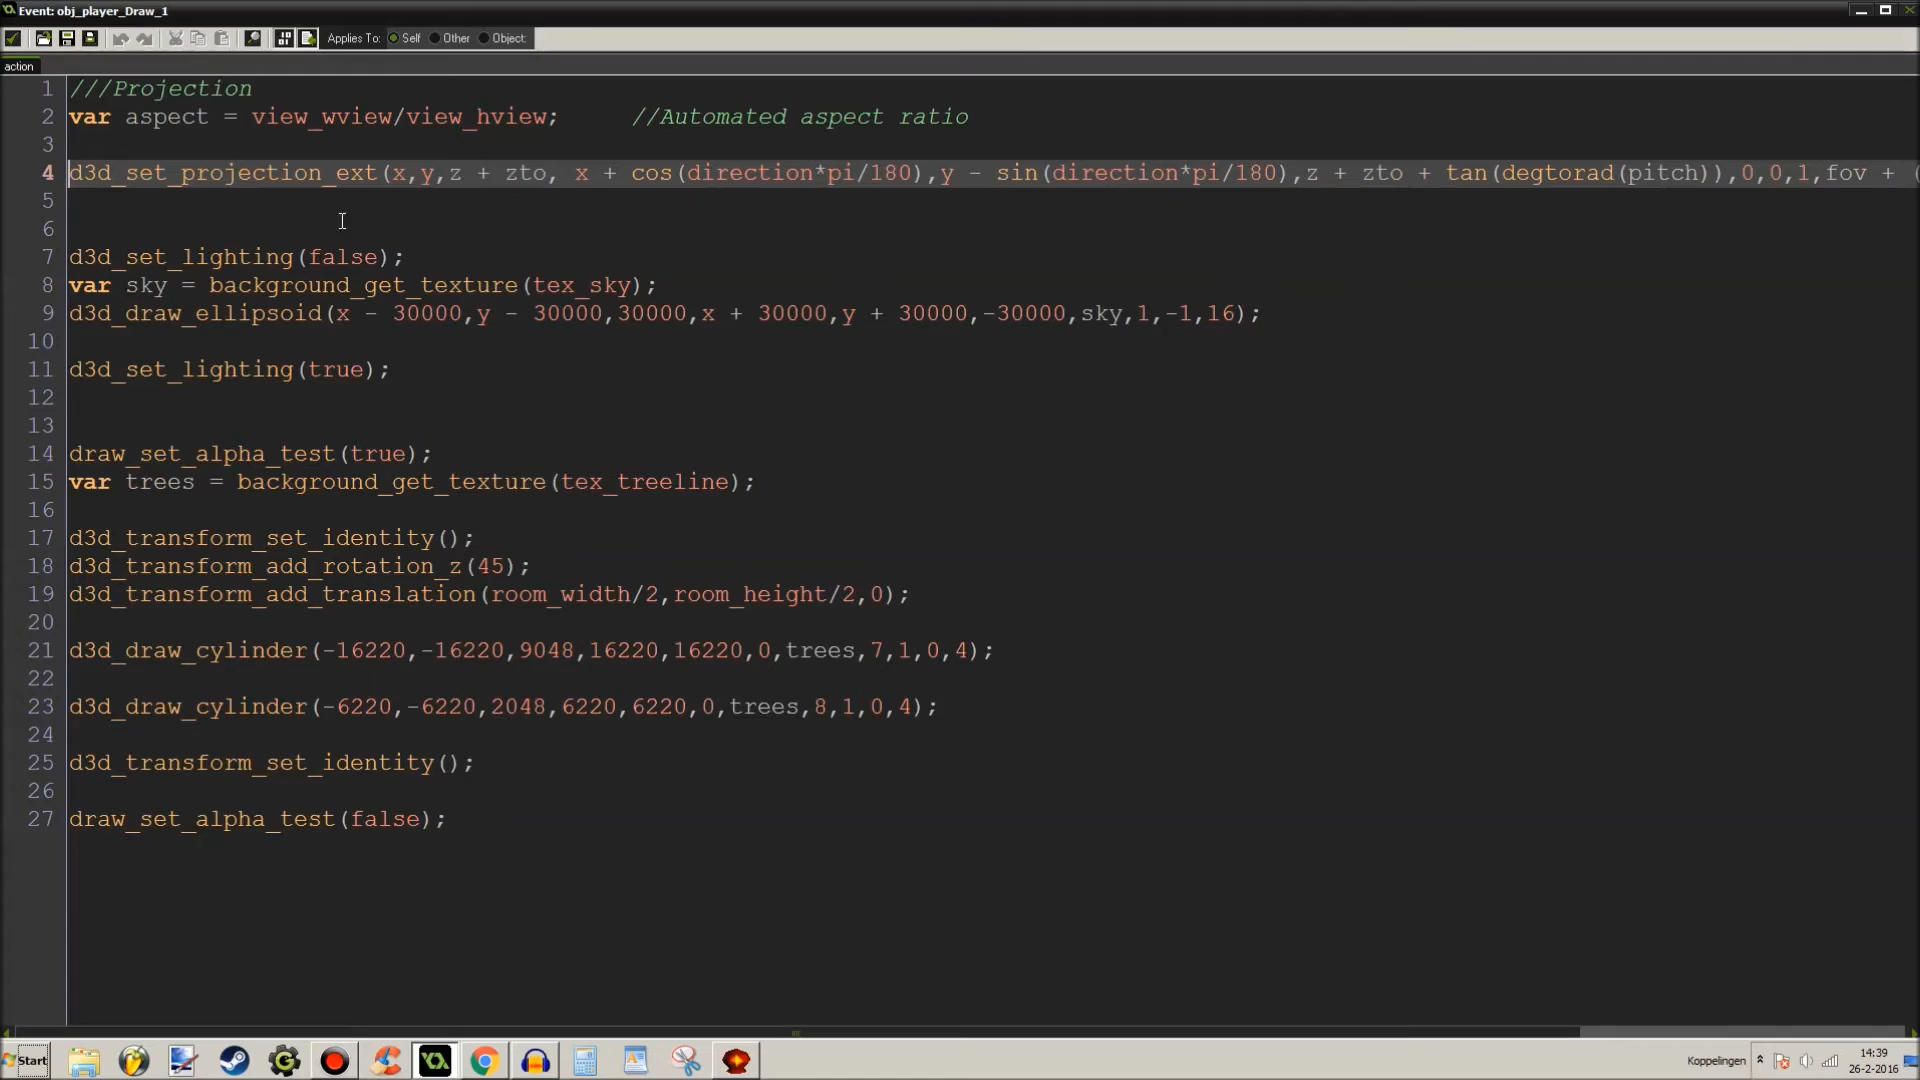 Event: obj_player_Draw_1
Applies To: Self Other Object:
action
1 ///Projection
2 var aspect = view_wview/view_hview; //Automated aspect ratio
3
4 d3d_set_projection_ext(x,y,z + zto, x + cos(direction*pi/180),y - sin(direction*pi/180),z + zto + tan(degtorad(pitch)),0,0,1,fov + (
5
6
7 d3d_set_lighting(false);
8 var sky = background_get_texture(tex_sky);
9 d3d_draw_ellipsoid(x - 30000,y - 30000,30000,x + 30000,y + 30000,-30000,sky,1,-1,16);
10
11 d3d_set_lighting(true);
12
13
14 draw_set_alpha_test(true);
15 var trees = background_get_texture(tex_treeline);
16
17 d3d_transform_set_identity();
18 d3d_transform_add_rotation_z(45);
19 d3d_transform_add_translation(room_width/2,room_height/2,0);
20
21 d3d_draw_cylinder(-16220,-16220,9048,16220,16220,0,trees,7,1,0,4);
22
23 d3d_draw_cylinder(-6220,-6220,2048,6220,6220,0,trees,8,1,0,4);
24
25 d3d_transform_set_identity();
26
27 draw_set_alpha_test(false);
Start
Koppelingen
14:39
26-2-2016